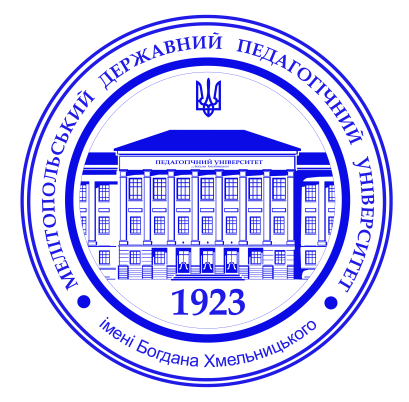 МЕЛІТОПОЛЬСЬКИЙ ДЕРЖАВНИЙ ПЕДАГОГІЧНИЙ УНІВЕРСИТЕТ
ПЕДАГОГІЧНИЙ УНІВЕРСИТЕТ
1923
імені Богдана Хмельницького